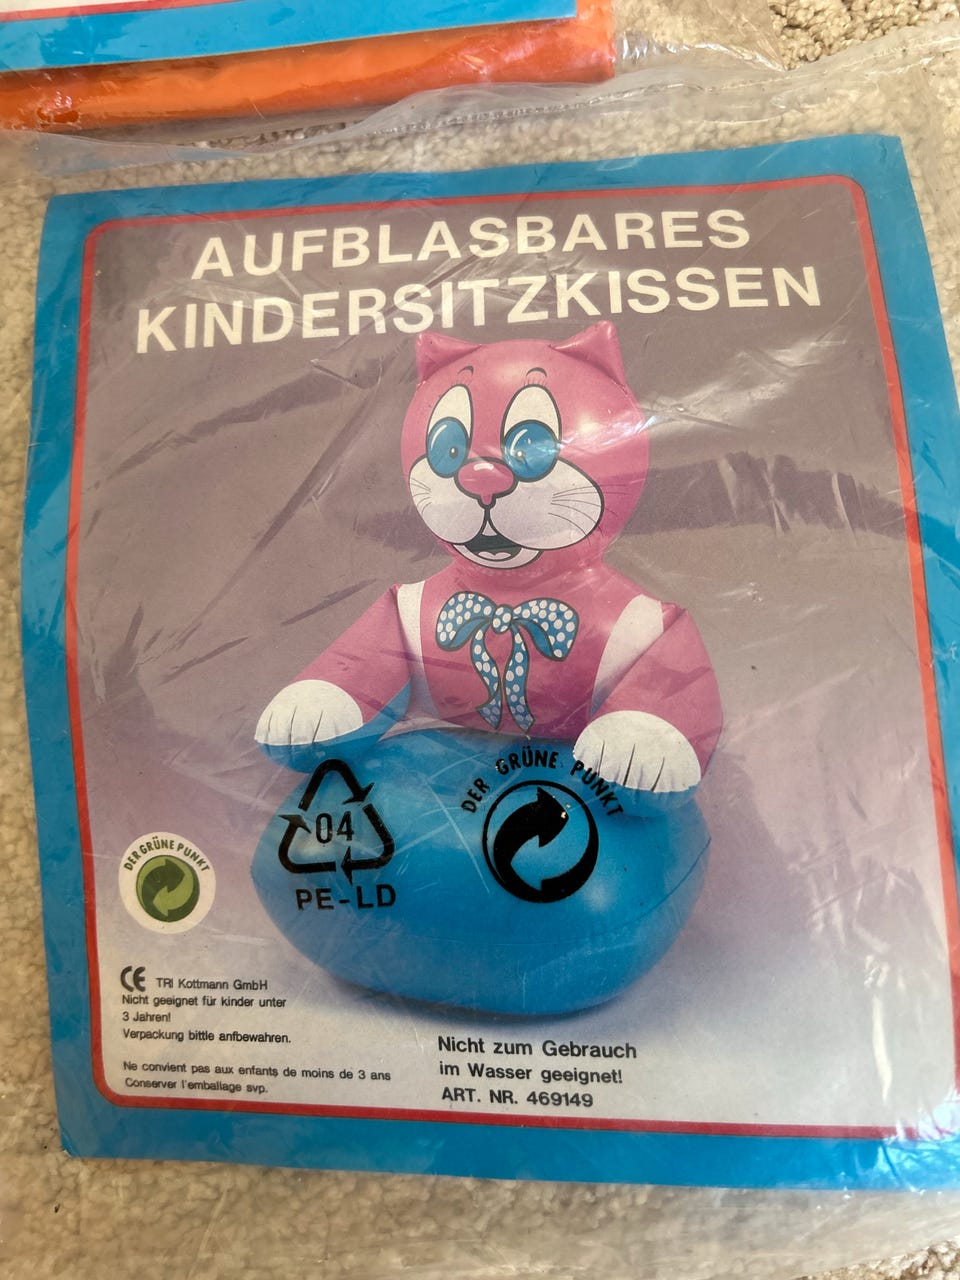 AUFBLASBARES
KINDERSITZKISSEN
DER GRÜNE PUNKT
04
PE-LD
DER GRÜNE PUNKT
CE TRI Kottmann GmbH
Nicht geeignet für kinder unter
3 Jahren!
Verpackung bittle anfbewahren.
Ne convient pas aux enfants de moins de 3 ans
Conserver l'emballage svp.
Nicht zum Gebrauch
im Wasser geeignet!
ART. NR. 469149